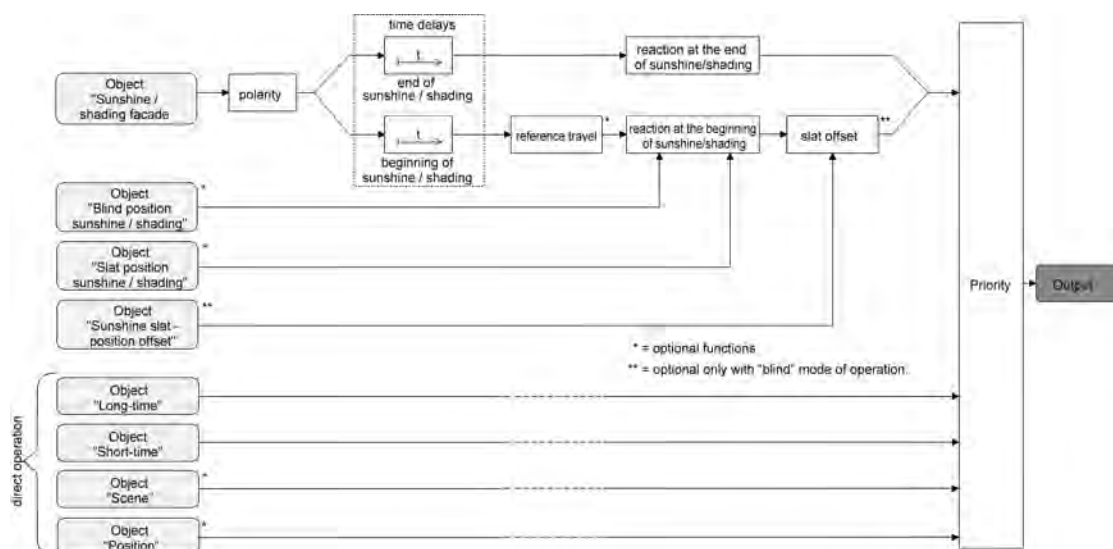 time delays
t
end of
sunshine / shading
reaction at the end
of sunshine/shading
Object
"Sunshine /
shading facade
polarity
t
beginning of
sunshine / shading
reference travel
*
reaction at the beginning
of sunshine/shading
slat offset
**
Object
"Blind position
sunshine / shading"
*
Object
"Slat position
sunshine / shading"
*
Object
"Sunshine slat-
position offset"
**
Priority
Output
* = optional functions
** = optional only with "blind" mode of operation.
direct operation
Object
"Long-time"
Object
"Short-time"
Object
"Scene"
*
Object
"Position"
*